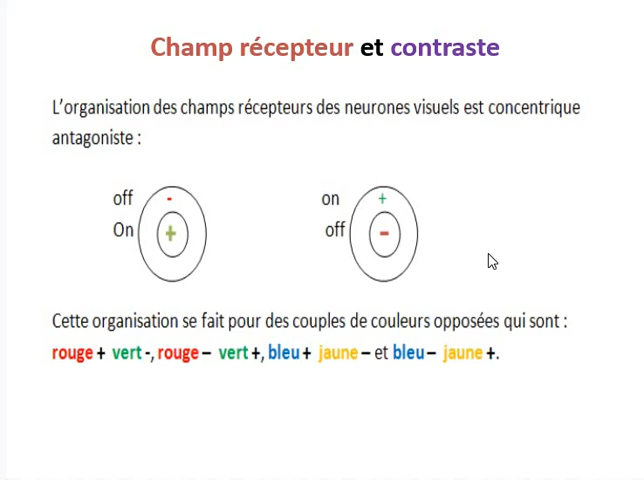 Champ récepteur et contraste
L'organisation des champs récepteurs des neurones visuels est concentrique
antagoniste :
off - on +
On + off -
Cette organisation se fait pour des couples de couleurs opposées qui sont :
rouge + vert -, rouge – vert +, bleu + jaune – et bleu – jaune +.